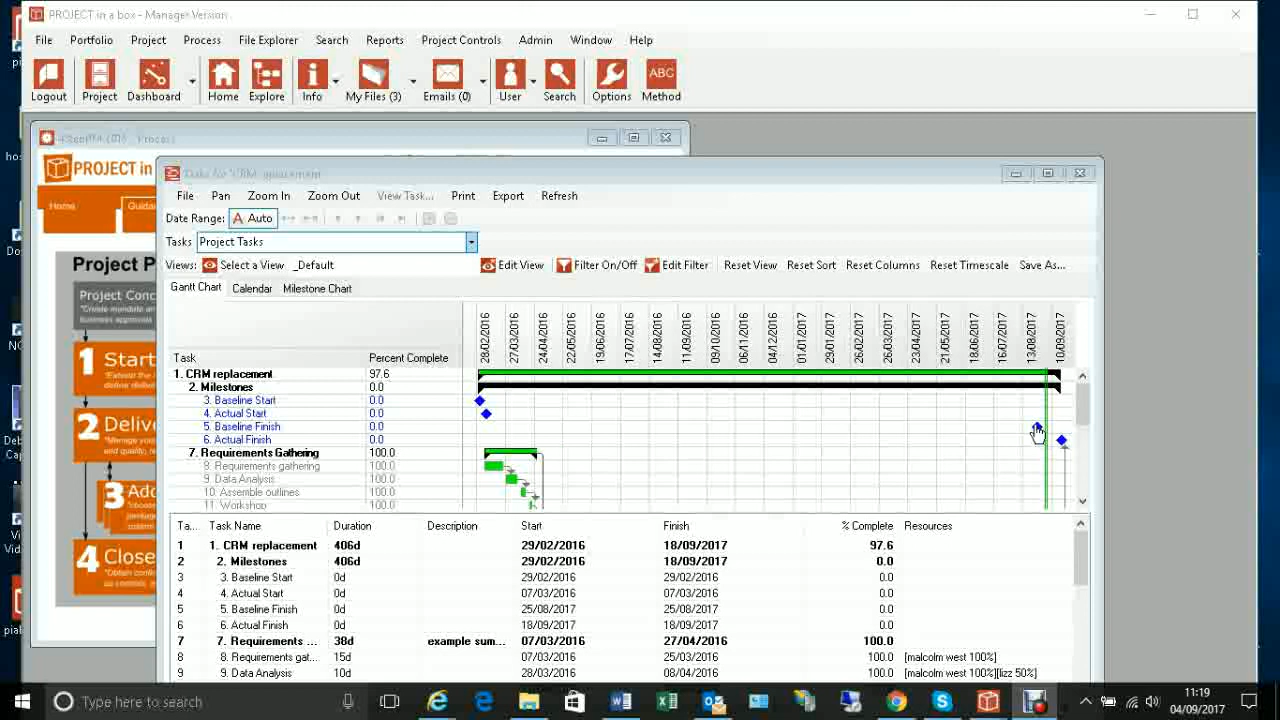 PROJECT in a box - Manager Version
File Portfolio Project Process File Explorer Search Reports Project Controls Admin Window Help
Logout Project Dashboard Home Explore Info My Files (3) Emails (0) User Search Options ABC Method
PROJECT in
Home Guida
Project P
Project Conc
1 Start
2 Delive
3 Ado
4 Close
File Pan Zoom In Zoom Out View Task... Print Export Refresh
Date Range: A Auto
Tasks Project Tasks
Views: Select a View _Default Edit View Filter On/Off Edit Filter Reset View Reset Sort Reset Columns Reset Timescale Save As...
Gantt Chart Calendar Milestone Chart
28/02/2016 27/03/2016 24/04/2016 22/05/2016 19/06/2016 17/07/2016 14/08/2016 11/09/2016 09/10/2016 06/11/2016 04/12/2016 01/01/2017 29/01/2017 26/02/2017 26/03/2017 23/04/2017 21/05/2017 18/06/2017 16/07/2017 13/08/2017 10/09/2017
Task Percent Complete
1. CRM replacement 97.6
2. Milestones 0.0
3. Baseline Start 0.0
4. Actual Start 0.0
5. Baseline Finish 0.0
6. Actual Finish 0.0
7. Requirements Gathering 100.0
8. Requirements gathering 100.0
9. Data Analysis 100.0
10. Assemble outlines 100.0
11. Workshop 100.0
Ta... Task Name Duration Description Start Finish % Complete Resources
1 1. CRM replacement 406d 29/02/2016 18/09/2017 97.6
2 2. Milestones 406d 29/02/2016 18/09/2017 0.0
3 3. Baseline Start 0d 29/02/2016 29/02/2016 0.0
4 4. Actual Start 0d 07/03/2016 07/03/2016 0.0
5 5. Baseline Finish 0d 25/08/2017 25/08/2017 0.0
6 6. Actual Finish 0d 18/09/2017 18/09/2017 0.0
7 7. Requirements ... 38d example sum... 07/03/2016 27/04/2016 100.0
8 8. Requirements gat... 15d 07/03/2016 25/03/2016 100.0 [malcolm west 100%]
9 9. Data Analysis 10d 28/03/2016 08/04/2016 100.0 [malcolm west 100%][lizz 50%]
Type here to search
11:19
04/09/2017